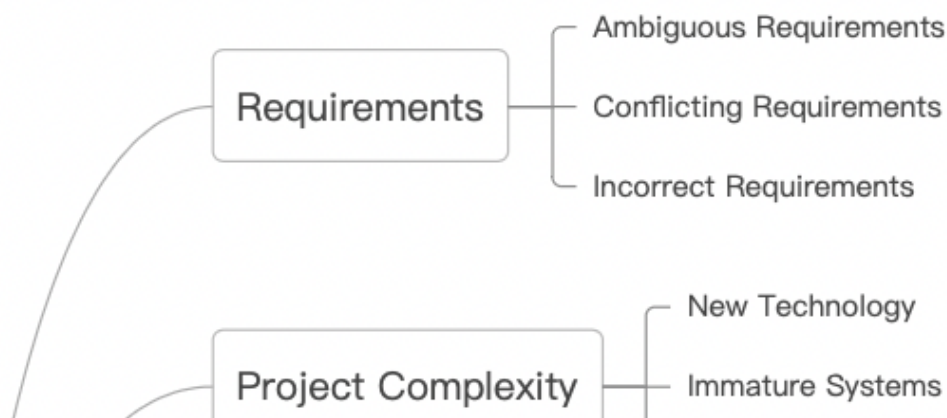 Requirements
Ambiguous Requirements
Conflicting Requirements
Incorrect Requirements
Project Complexity
New Technology
Immature Systems